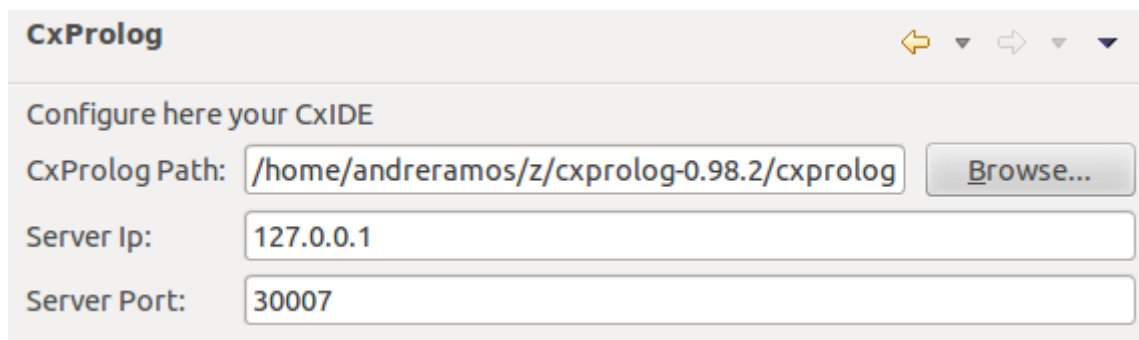 CxProlog
Configure here your CxIDE
CxProlog Path: /home/andreramos/z/cxprolog-0.98.2/cxprolog Browse...
Server Ip: 127.0.0.1
Server Port: 30007